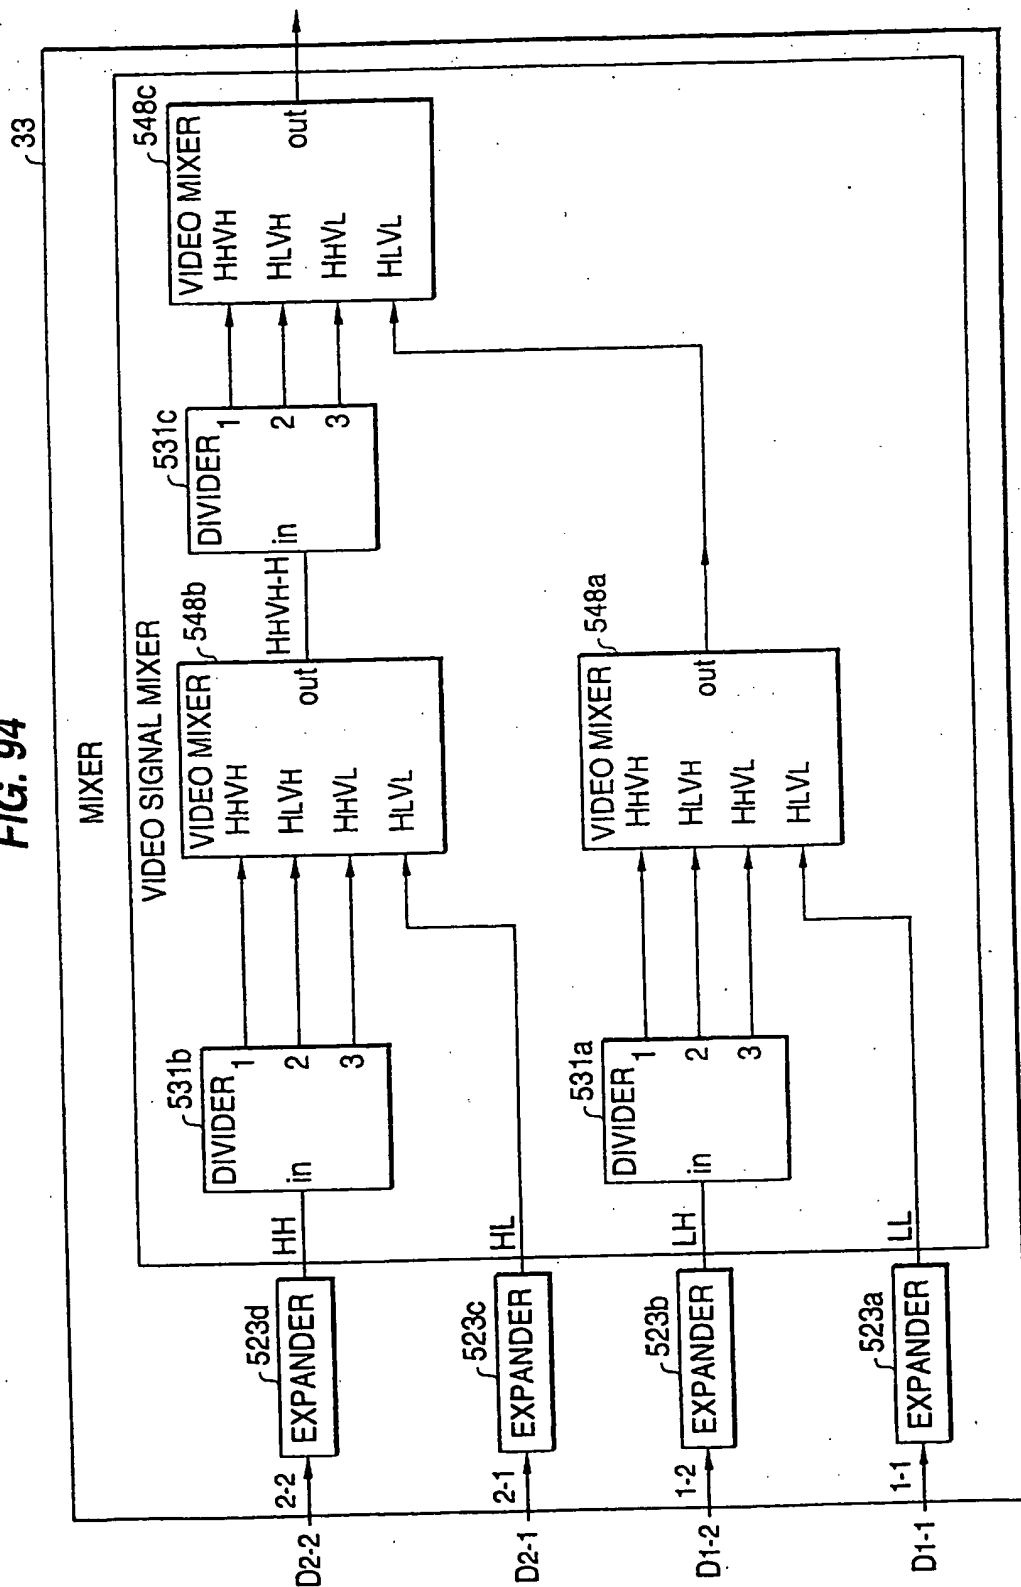 FIG. 94
33
MIXER
VIDEO SIGNAL MIXER
D2-2
2-2
EXPANDER
523d
HH
DIVIDER
531b
in
1
2
3
VIDEO MIXER
548b
HHVH
HLVH
HHVL
HLVL
out
HHVH-H
DIVIDER
531c
in
1
2
3
VIDEO MIXER
548c
HHVH
HLVH
HHVL
HLVL
out
D2-1
2-1
EXPANDER
523c
HL
D1-2
1-2
EXPANDER
523b
LH
DIVIDER
531a
in
1
2
3
VIDEO MIXER
548a
HHVH
HLVH
HHVL
HLVL
out
D1-1
1-1
EXPANDER
523a
LL